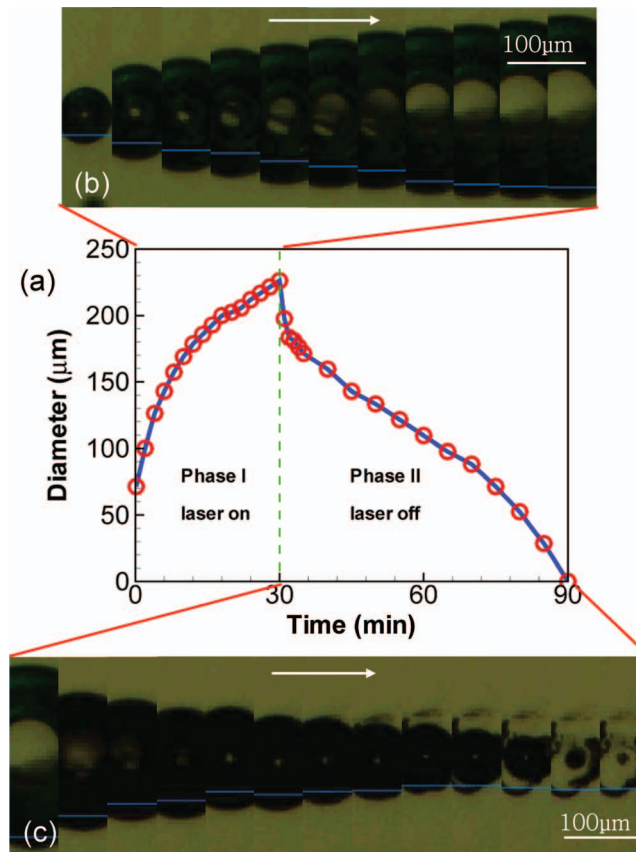 100μm
(b)
(a)
250
200
150
100
50
0
Diameter (μm)
Phase I
laser on
Phase II
laser off
0 30 60 90
Time (min)
(c)
100μm